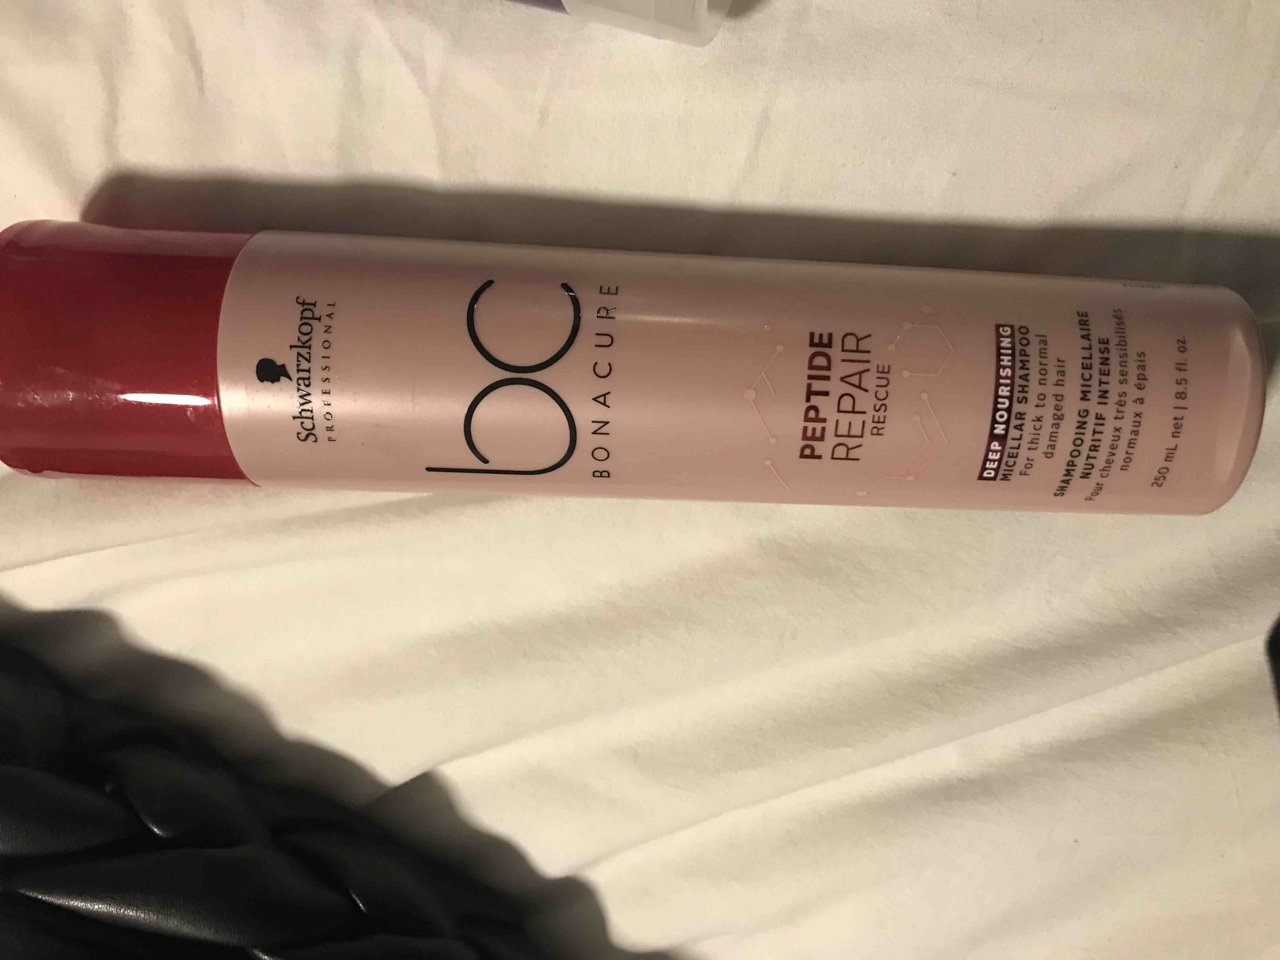 Schwarzkopf
PROFESSIONAL
bc
BONACURE
PEPTIDE
REPAIR
RESCUE
DEEP NOURISHING
MICELLAR SHAMPOO
For thick to normal
damaged hair
SHAMPOOING MICELLAIRE
NUTRITIF INTENSE
Pour cheveux très sensibilisés
normaux à épais
250 mL net | 8.5 fl. oz.